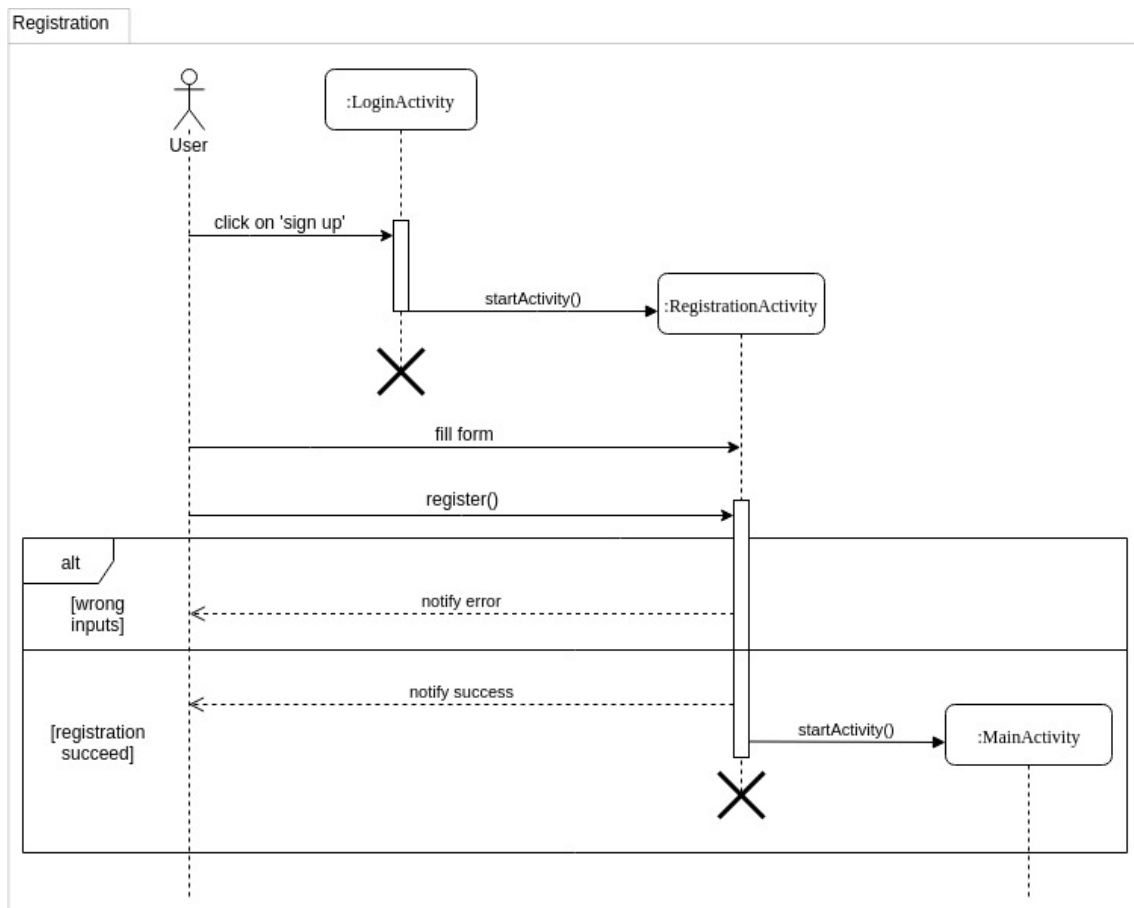 Registration
:LoginActivity
User
click on 'sign up'
startActivity()
:RegistrationActivity
fill form
register()
alt
[wrong
inputs]
notify error
notify success
[registration
succeed]
startActivity()
:MainActivity